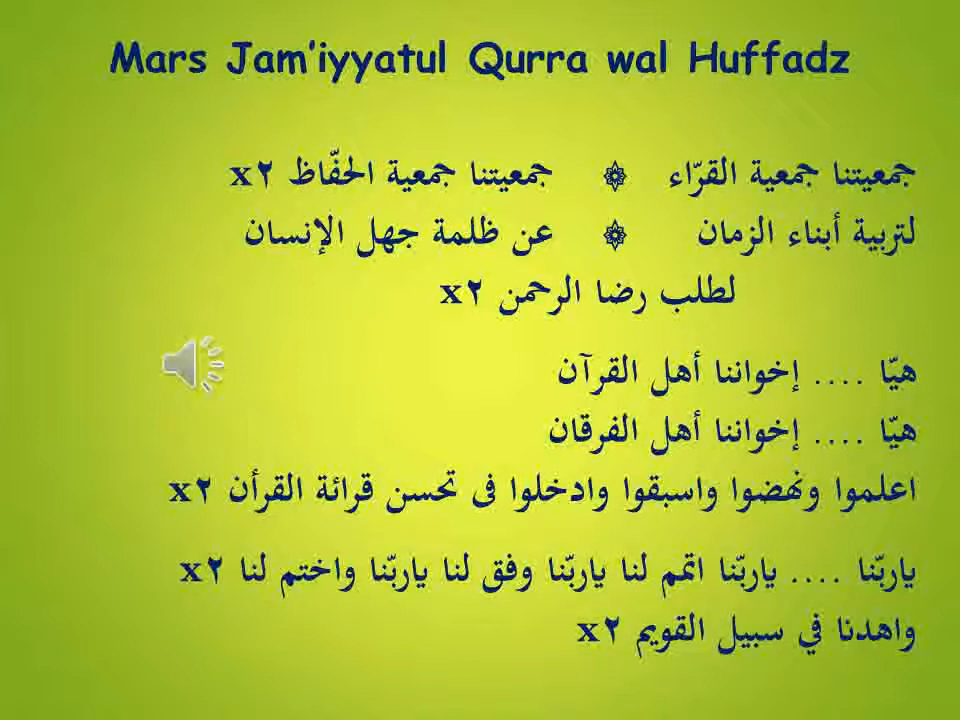 Mars Jam'iyyatul Qurra wal Huffadz
جمعيتنا جمعية القرّاء ۞ جمعيتنا جمعية الحفّاظ x٢
لتربية أبناء الزمان ۞ عن ظلمة جهل الإنسان
لطلب رضا الرحمن x٢
هيّا .... إخواننا أهل القرآن
هيّا .... إخواننا أهل الفرقان
اعلموا ونهضوا واسبقوا وادخلوا فى تحسن قرائة القرأن x٢
ياربّنا .... ياربّنا اتمم لنا ياربّنا وفق لنا ياربّنا واختم لنا x٢
واهدنا في سبيل القويم x٢